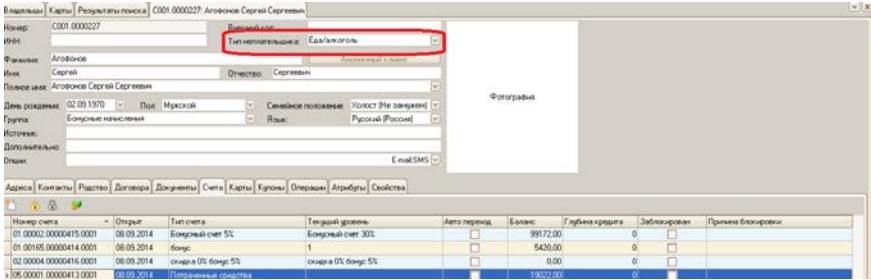 Владельцы Карты Результаты поиска C001.0000227: Агофонов Сергей Сергеевич
Номер: C001.0000227 Внешний код:
ИНН: Тип неплательщика: Еда/алкоголь
Фамилия: Агофонов Анонимный клиент
Имя: Сергей Отчество: Сергеевич
Полное имя: Агофонов Сергей Сергеевич
День рождения: 02.09.1970 Пол: Мужской Семейное положение: Холост (Не замужем)
Группа: Бонусные начисления Язык: Русский (Россия)
Источник:
Дополнительно:
Опции: E-mail;SMS
Фотография
Адреса Контакты Родство Договора Документы Счета Карты Купоны Операции Атрибуты Свойства
Номер счета Открыт Тип счета Текущий уровень Авто переход Баланс Глубина кредита Заблокирован Причина блокировки
01.00002.00000415.0001 08.09.2014 Бонусный счет 5% Бонусный счет 30% 99172,00 0
01.00165.00000414.0001 08.09.2014 бонус 1 5420,00 0
02.00004.00000416.0001 08.09.2014 скидка 0% бонус 5% скидка 0% бонус 5% 0,00 0
05.00001.00000413.0001 08.09.2014 Потраченные средства 19022,00 0